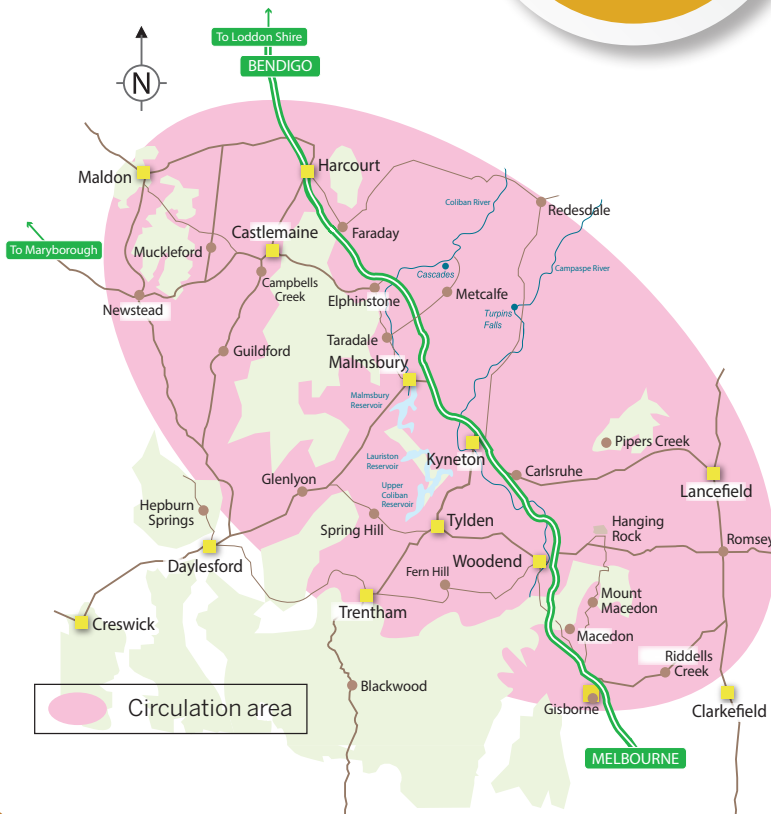 To Loddon Shire
BENDIGO
N
Harcourt
Maldon
Coliban River
Redesdale
Castlemaine
Faraday
To Maryborough
Muckleford
Cascades
Campaspe River
Campbells
Creek
Elphinstone
Metcalfe
Newstead
Turpins
Falls
Taradale
Guildford
Malmsbury
Malmsbury
Reservoir
Pipers Creek
Lauriston
Reservoir
Kyneton
Carlsruhe
Lancefield
Glenlyon
Upper
Coliban
Reservoir
Hepburn
Springs
Spring Hill
Tylden
Hanging
Rock
Romsey
Daylesford
Woodend
Fern Hill
Mount
Macedon
Trentham
Creswick
Macedon
Riddells
Creek
Blackwood
Circulation area
Gisborne
Clarkefield
MELBOURNE